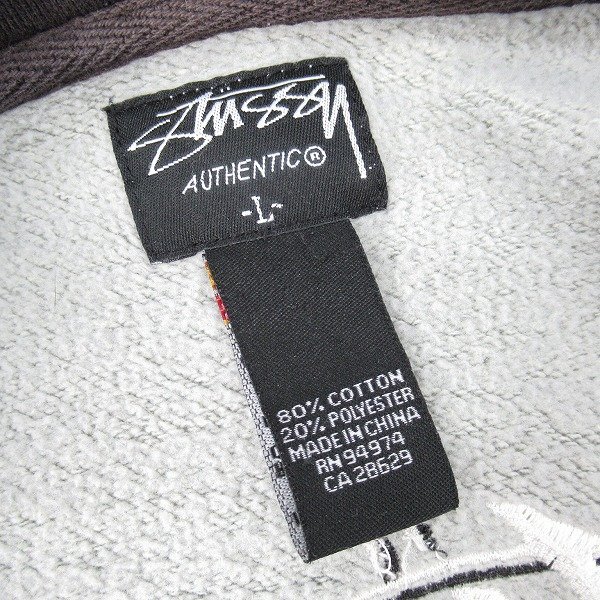 Stüssy
AUTHENTIC®
-L-
80% COTTON
20% POLYESTER
MADE IN CHINA
RN 94974
CA 28629